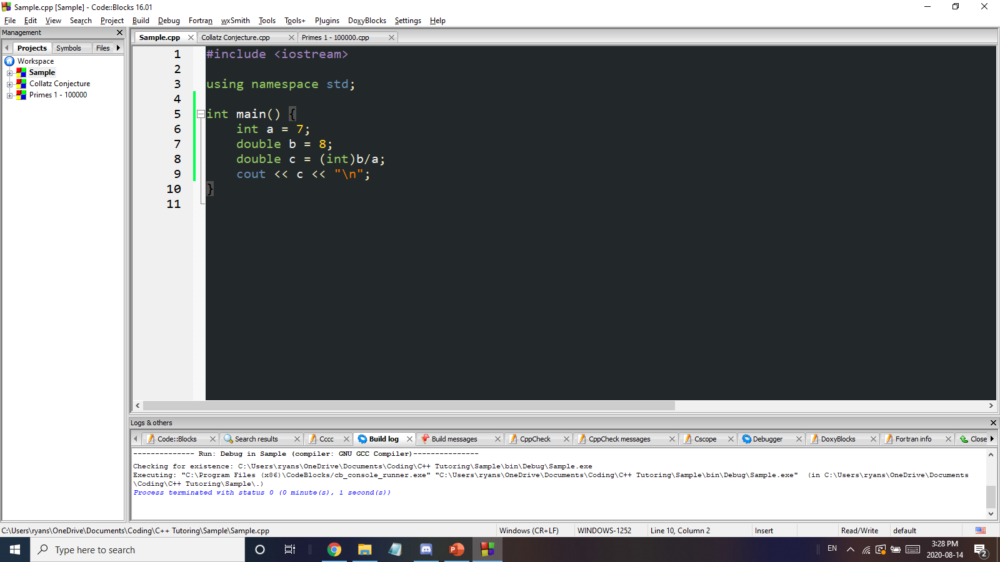 Sample.cpp [Sample] - Code::Blocks 16.01
File Edit View Search Project Build Debug Fortran wxSmith Tools Tools+ Plugins DoxyBlocks Settings Help
Management
Projects Symbols Files
Workspace
Sample
Collatz Conjecture
Primes 1 - 100000
Sample.cpp Collatz Conjecture.cpp Primes 1 - 100000.cpp
1 #include <iostream>
2
3 using namespace std;
4
5 int main() {
6 int a = 7;
7 double b = 8;
8 double c = (int)b/a;
9 cout << c << "\n";
10 }
11
Logs & others
Code::Blocks Search results Cccc Build log Build messages CppCheck CppCheck messages Cscope Debugger DoxyBlocks Fortran info Close
-------------- Run: Debug in Sample (compiler: GNU GCC Compiler)---------------
Checking for existence: C:\Users\ryans\OneDrive\Documents\Coding\C++ Tutoring\Sample\bin\Debug\Sample.exe
Executing: "C:\Program Files (x86)\CodeBlocks/cb_console_runner.exe" "C:\Users\ryans\OneDrive\Documents\Coding\C++ Tutoring\Sample\bin\Debug\Sample.exe"  (in C:\Users\ryans\OneDrive\Documents
\Coding\C++ Tutoring\Sample\.)
Process terminated with status 0 (0 minute(s), 1 second(s))
C:\Users\ryans\OneDrive\Documents\Coding\C++ Tutoring\Sample\Sample.cpp Windows (CR+LF) WINDOWS-1252 Line 10, Column 2 Insert Read/Write default
Type here to search
EN
3:28 PM
2020-08-14
2